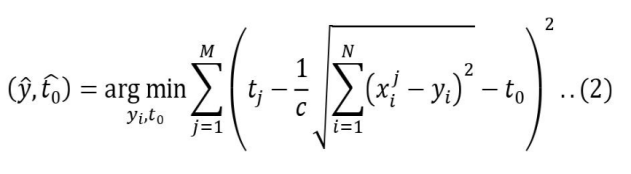 (ŷ, t̂₀) = arg min_{yᵢ,t₀} ∑_{j=1}^{M} ( tⱼ − (1/c) √( ∑_{i=1}^{N} (xᵢʲ − yᵢ)² ) − t₀ )² ..(2)